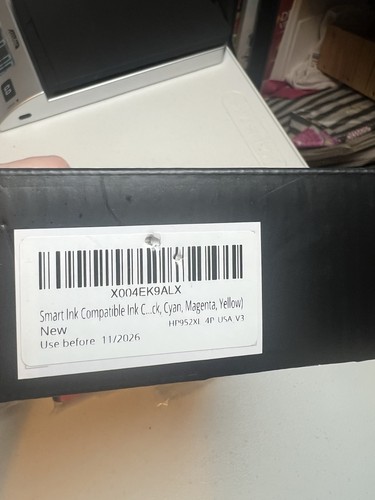 X004EK9ALX
Smart Ink Compatible Ink C...ck, Cyan, Magenta, Yellow)
New
HP952XL 4P USA V3
Use before 11/2026